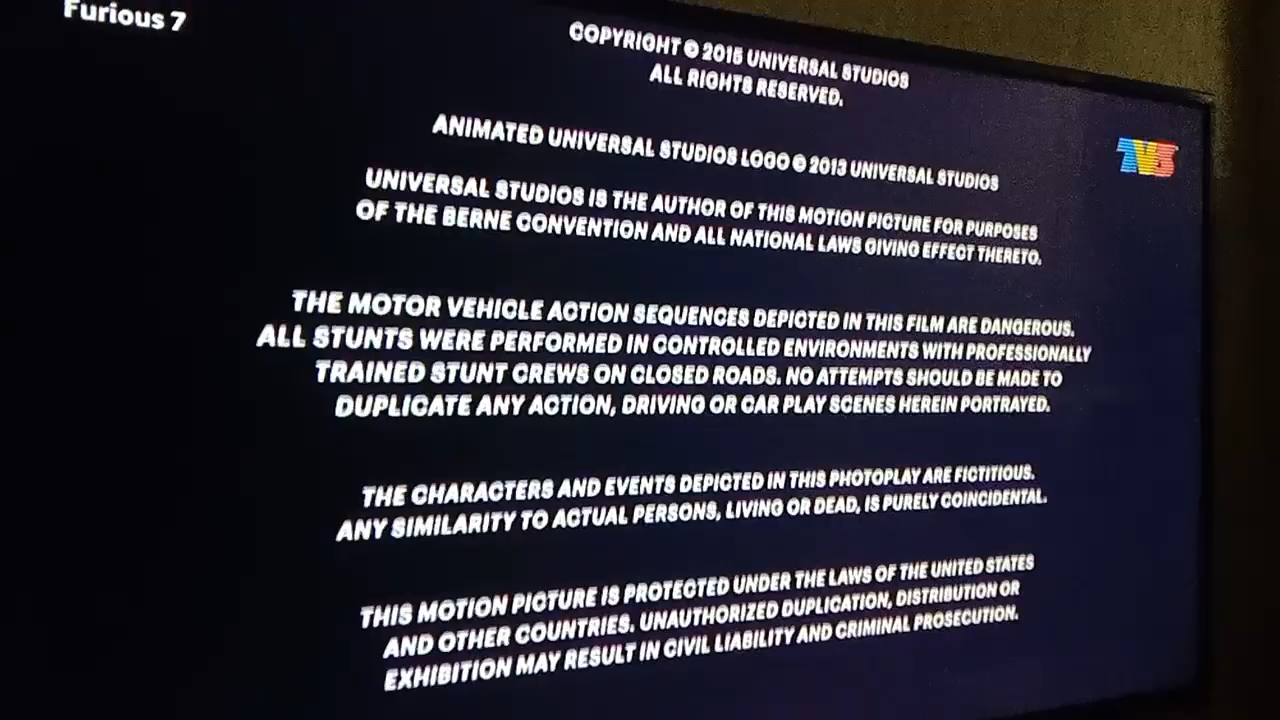 Furious 7
COPYRIGHT © 2015 UNIVERSAL STUDIOS
ALL RIGHTS RESERVED.
TV3
ANIMATED UNIVERSAL STUDIOS LOGO © 2013 UNIVERSAL STUDIOS
UNIVERSAL STUDIOS IS THE AUTHOR OF THIS MOTION PICTURE FOR PURPOSES
OF THE BERNE CONVENTION AND ALL NATIONAL LAWS GIVING EFFECT THERETO.
THE MOTOR VEHICLE ACTION SEQUENCES DEPICTED IN THIS FILM ARE DANGEROUS.
ALL STUNTS WERE PERFORMED IN CONTROLLED ENVIRONMENTS WITH PROFESSIONALLY
TRAINED STUNT CREWS ON CLOSED ROADS. NO ATTEMPTS SHOULD BE MADE TO
DUPLICATE ANY ACTION, DRIVING OR CAR PLAY SCENES HEREIN PORTRAYED.
THE CHARACTERS AND EVENTS DEPICTED IN THIS PHOTOPLAY ARE FICTITIOUS.
ANY SIMILARITY TO ACTUAL PERSONS, LIVING OR DEAD, IS PURELY COINCIDENTAL.
THIS MOTION PICTURE IS PROTECTED UNDER THE LAWS OF THE UNITED STATES
AND OTHER COUNTRIES. UNAUTHORIZED DUPLICATION, DISTRIBUTION OR
EXHIBITION MAY RESULT IN CIVIL LIABILITY AND CRIMINAL PROSECUTION.